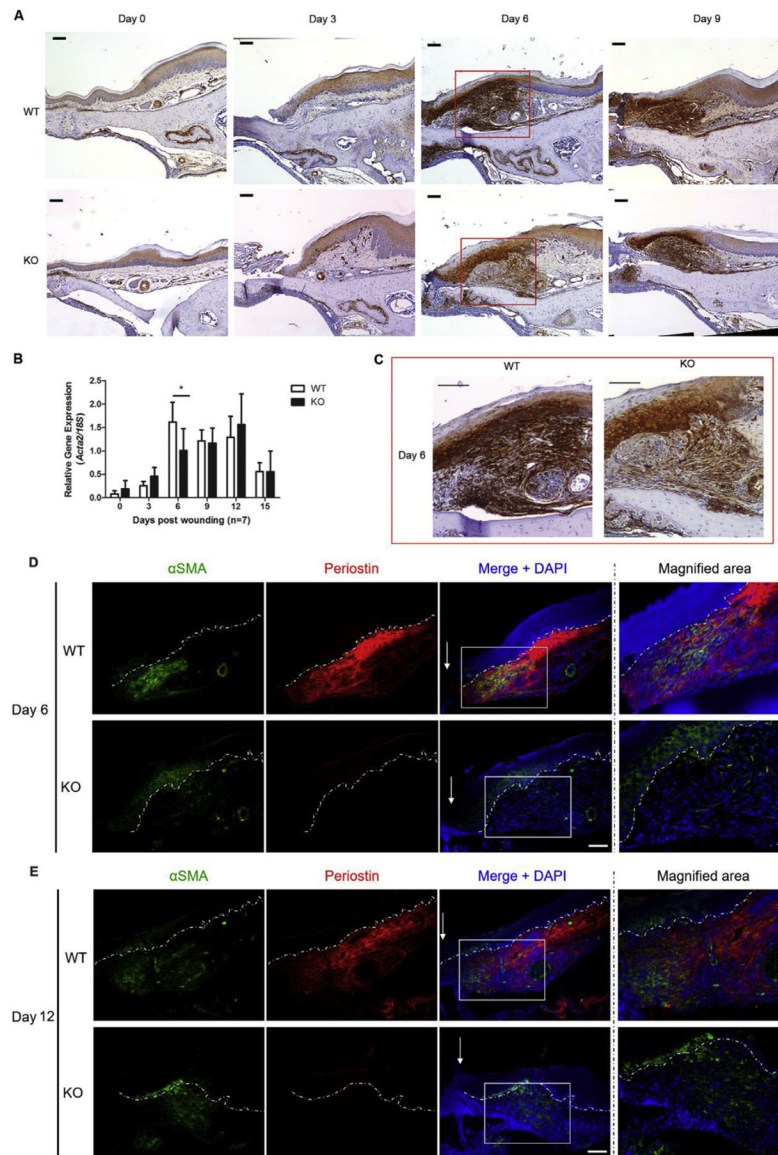 A
Day 0 Day 3 Day 6 Day 9
WT
KO
B
Relative Gene Expression
(Acta2/18S)
2.5
2.0
1.5
1.0
0.5
0.0
*
WT
KO
0 3 6 9 12 15
Days post wounding (n=7)
C
WT KO
Day 6
D
αSMA Periostin Merge + DAPI Magnified area
WT
Day 6
KO
E
αSMA Periostin Merge + DAPI Magnified area
WT
Day 12
KO